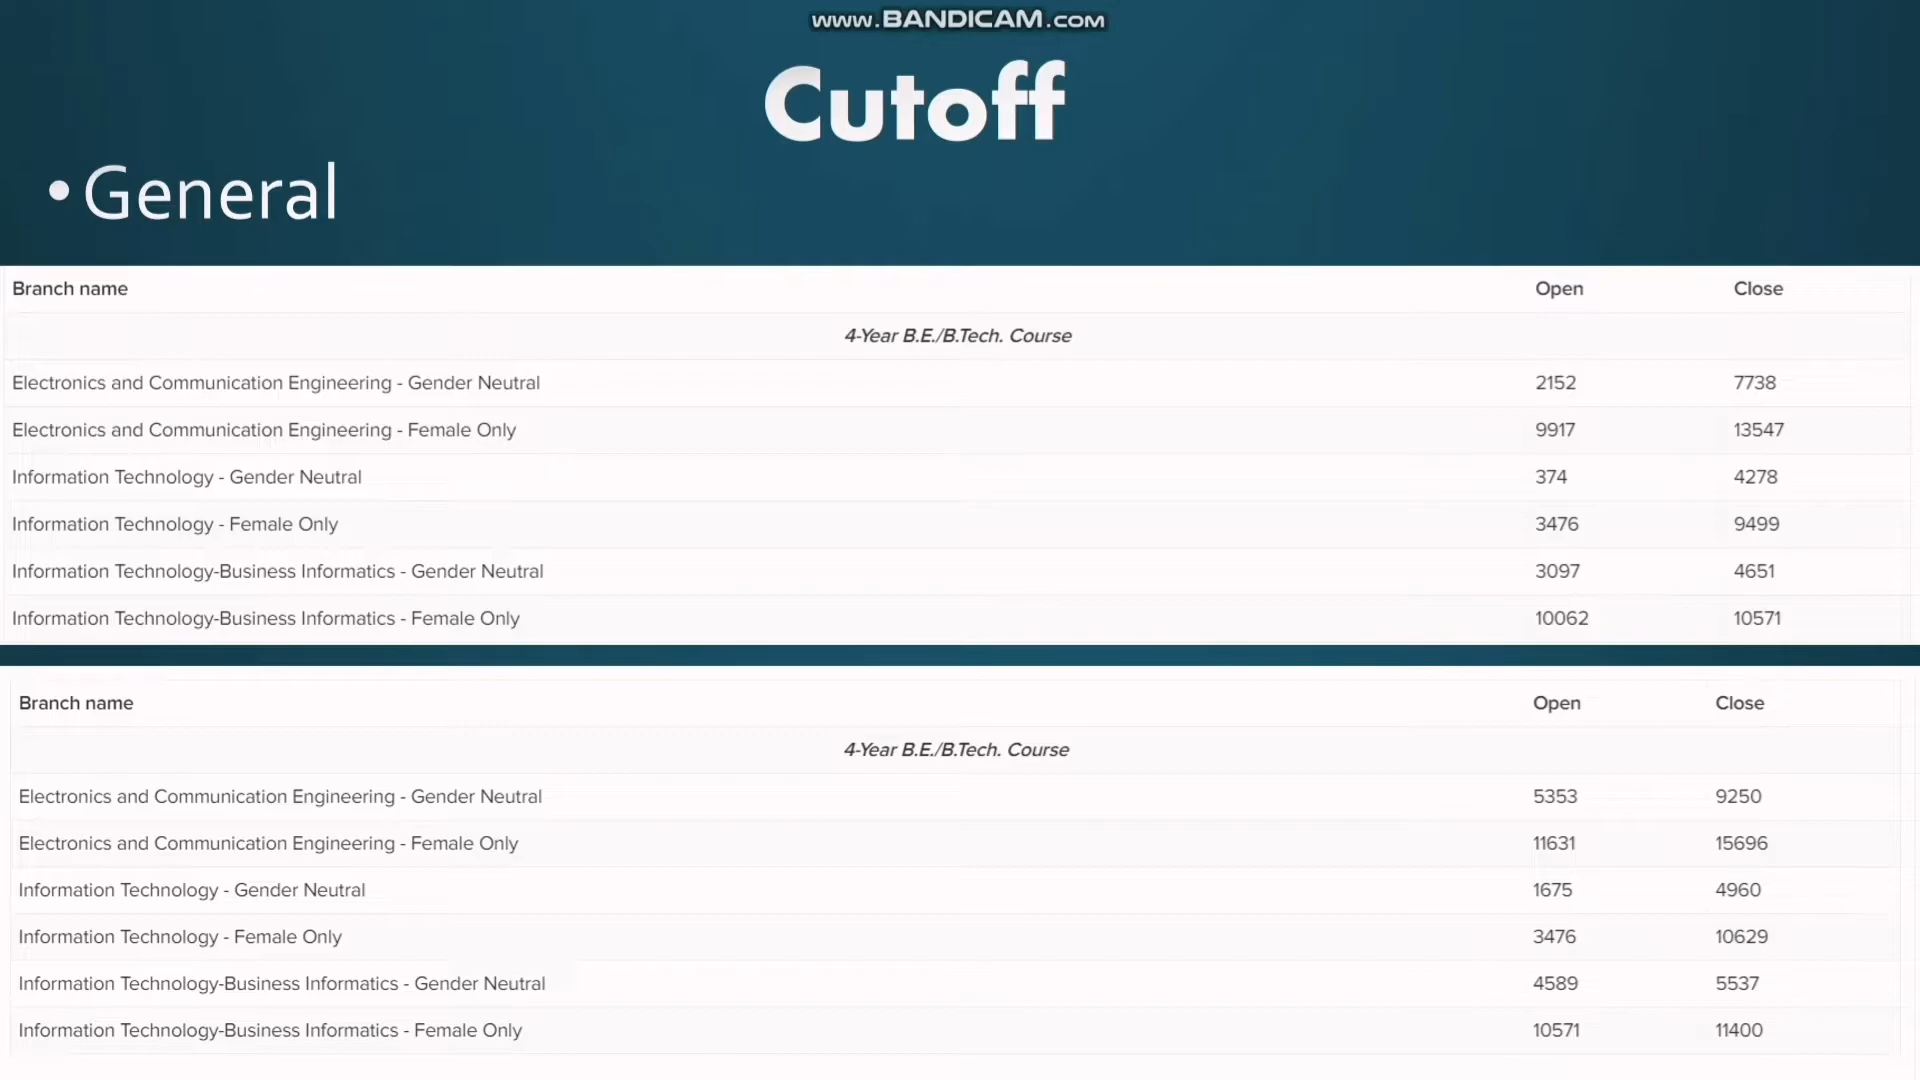 www.BANDICAM.com
Cutoff
• General
Branch name Open Close
4-Year B.E./B.Tech. Course
Electronics and Communication Engineering - Gender Neutral 2152 7738
Electronics and Communication Engineering - Female Only 9917 13547
Information Technology - Gender Neutral 374 4278
Information Technology - Female Only 3476 9499
Information Technology-Business Informatics - Gender Neutral 3097 4651
Information Technology-Business Informatics - Female Only 10062 10571
Branch name Open Close
4-Year B.E./B.Tech. Course
Electronics and Communication Engineering - Gender Neutral 5353 9250
Electronics and Communication Engineering - Female Only 11631 15696
Information Technology - Gender Neutral 1675 4960
Information Technology - Female Only 3476 10629
Information Technology-Business Informatics - Gender Neutral 4589 5537
Information Technology-Business Informatics - Female Only 10571 11400